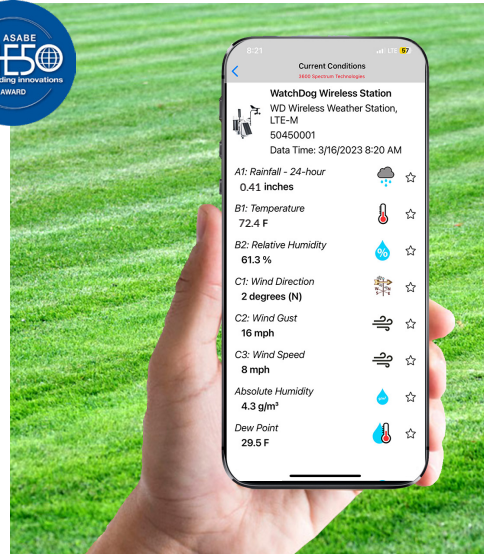 ASABE
AE50
AWARD
8:21
LTE 57
Current Conditions
3800 Spectrum Technologies
WatchDog Wireless Station
WD Wireless Weather Station,
LTE-M
50450001
Data Time: 3/16/2023 8:20 AM
A1: Rainfall - 24-hour
0.41 inches
B1: Temperature
72.4 F
B2: Relative Humidity
%
61.3 %
C1: Wind Direction
2 degrees (N)
C2: Wind Gust
16 mph
C3: Wind Speed
8 mph
Absolute Humidity
4.3 g/m³
Dew Point
29.5 F